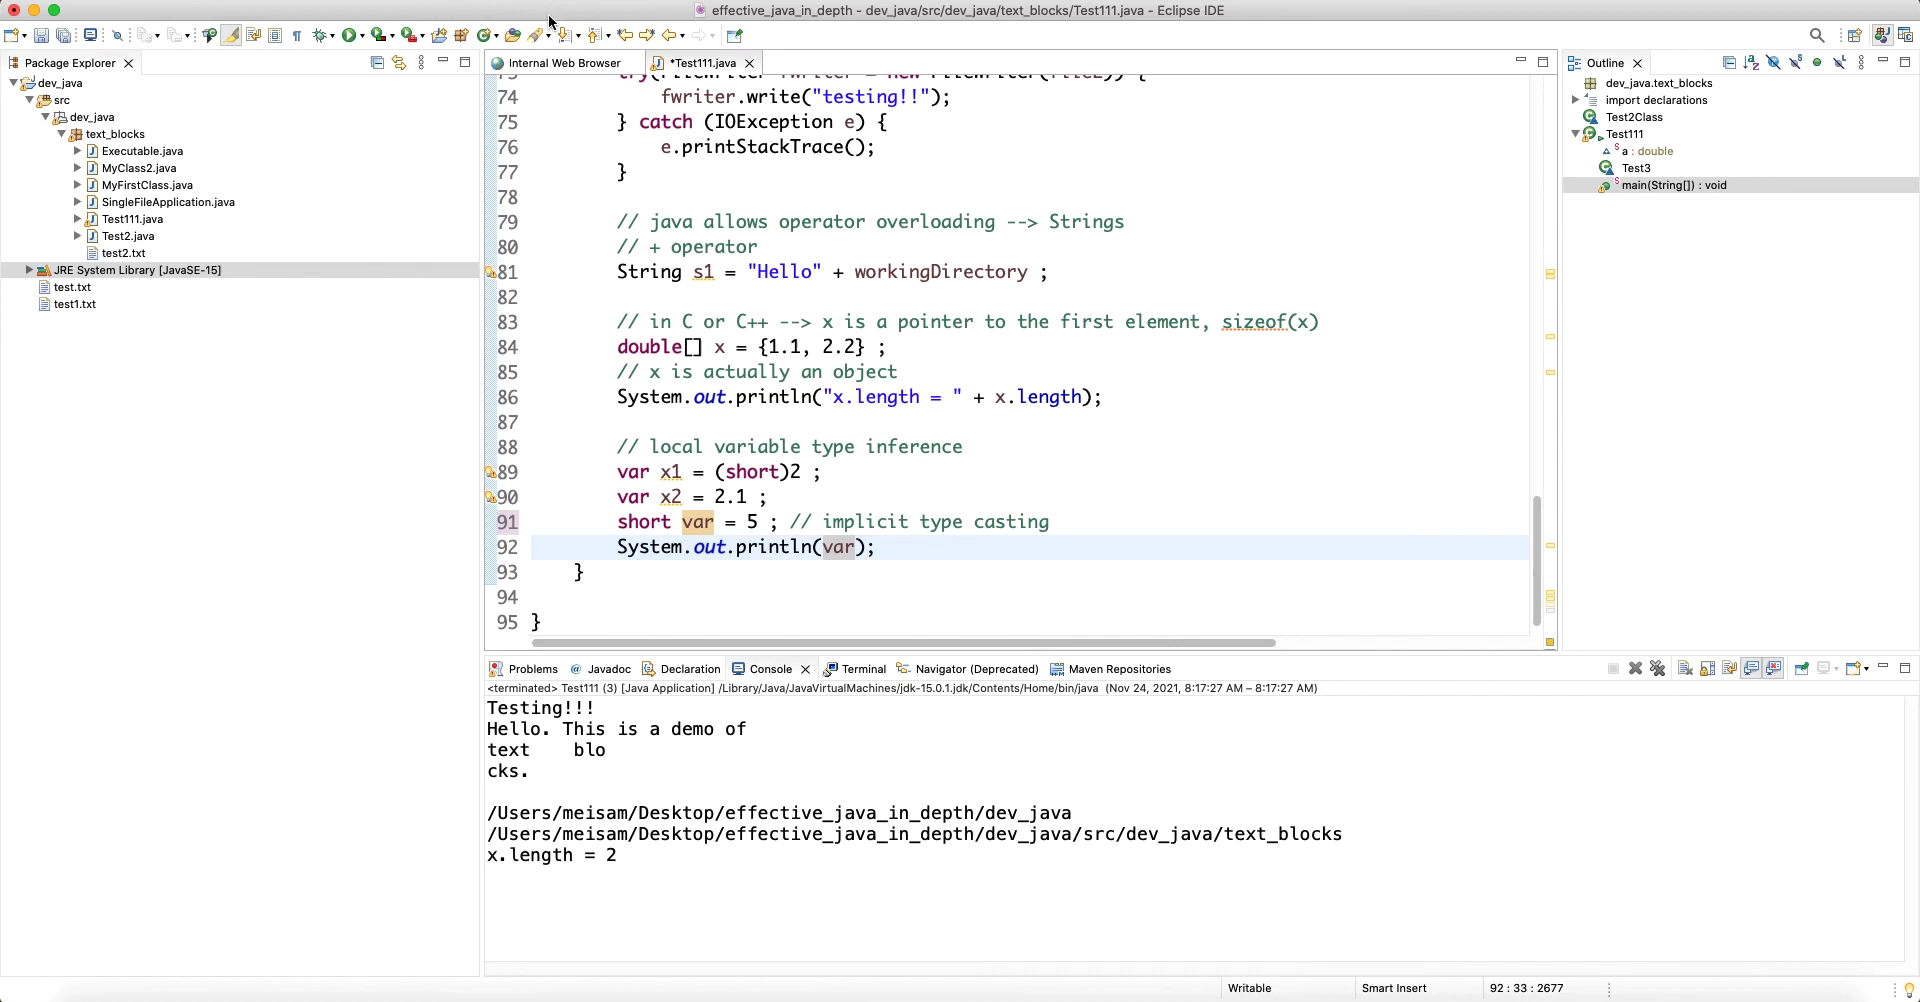 effective_java_in_depth - dev_java/src/dev_java/text_blocks/Test111.java - Eclipse IDE
Package Explorer
dev_java
src
dev_java
text_blocks
Executable.java
MyClass2.java
MyFirstClass.java
SingleFileApplication.java
Test111.java
Test2.java
test2.txt
JRE System Library [JavaSE-15]
test.txt
test1.txt
Internal Web Browser
*Test111.java
74 fwriter.write("testing!!");
75 } catch (IOException e) {
76 e.printStackTrace();
77 }
78
79 // java allows operator overloading --> Strings
80 // + operator
81 String s1 = "Hello" + workingDirectory ;
82
83 // in C or C++ --> x is a pointer to the first element, sizeof(x)
84 double[] x = {1.1, 2.2} ;
85 // x is actually an object
86 System.out.println("x.length = " + x.length);
87
88 // local variable type inference
89 var x1 = (short)2 ;
90 var x2 = 2.1 ;
91 short var = 5 ; // implicit type casting
92 System.out.println(var);
93 }
94
95 }
Outline
dev_java.text_blocks
import declarations
Test2Class
Test111
a : double
Test3
main(String[]) : void
Problems
@ Javadoc
Declaration
Console
Terminal
Navigator (Deprecated)
Maven Repositories
<terminated> Test111 (3) [Java Application] /Library/Java/JavaVirtualMachines/jdk-15.0.1.jdk/Contents/Home/bin/java (Nov 24, 2021, 8:17:27 AM – 8:17:27 AM)
Testing!!!
Hello. This is a demo of
text    blo
cks.
/Users/meisam/Desktop/effective_java_in_depth/dev_java
/Users/meisam/Desktop/effective_java_in_depth/dev_java/src/dev_java/text_blocks
x.length = 2
Writable
Smart Insert
92 : 33 : 2677